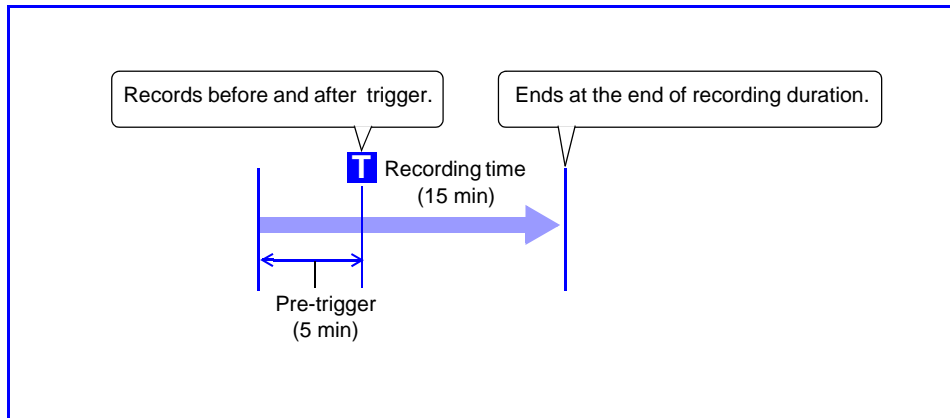 Records before and after trigger.
Ends at the end of recording duration.
T
Recording time
(15 min)
Pre-trigger
(5 min)